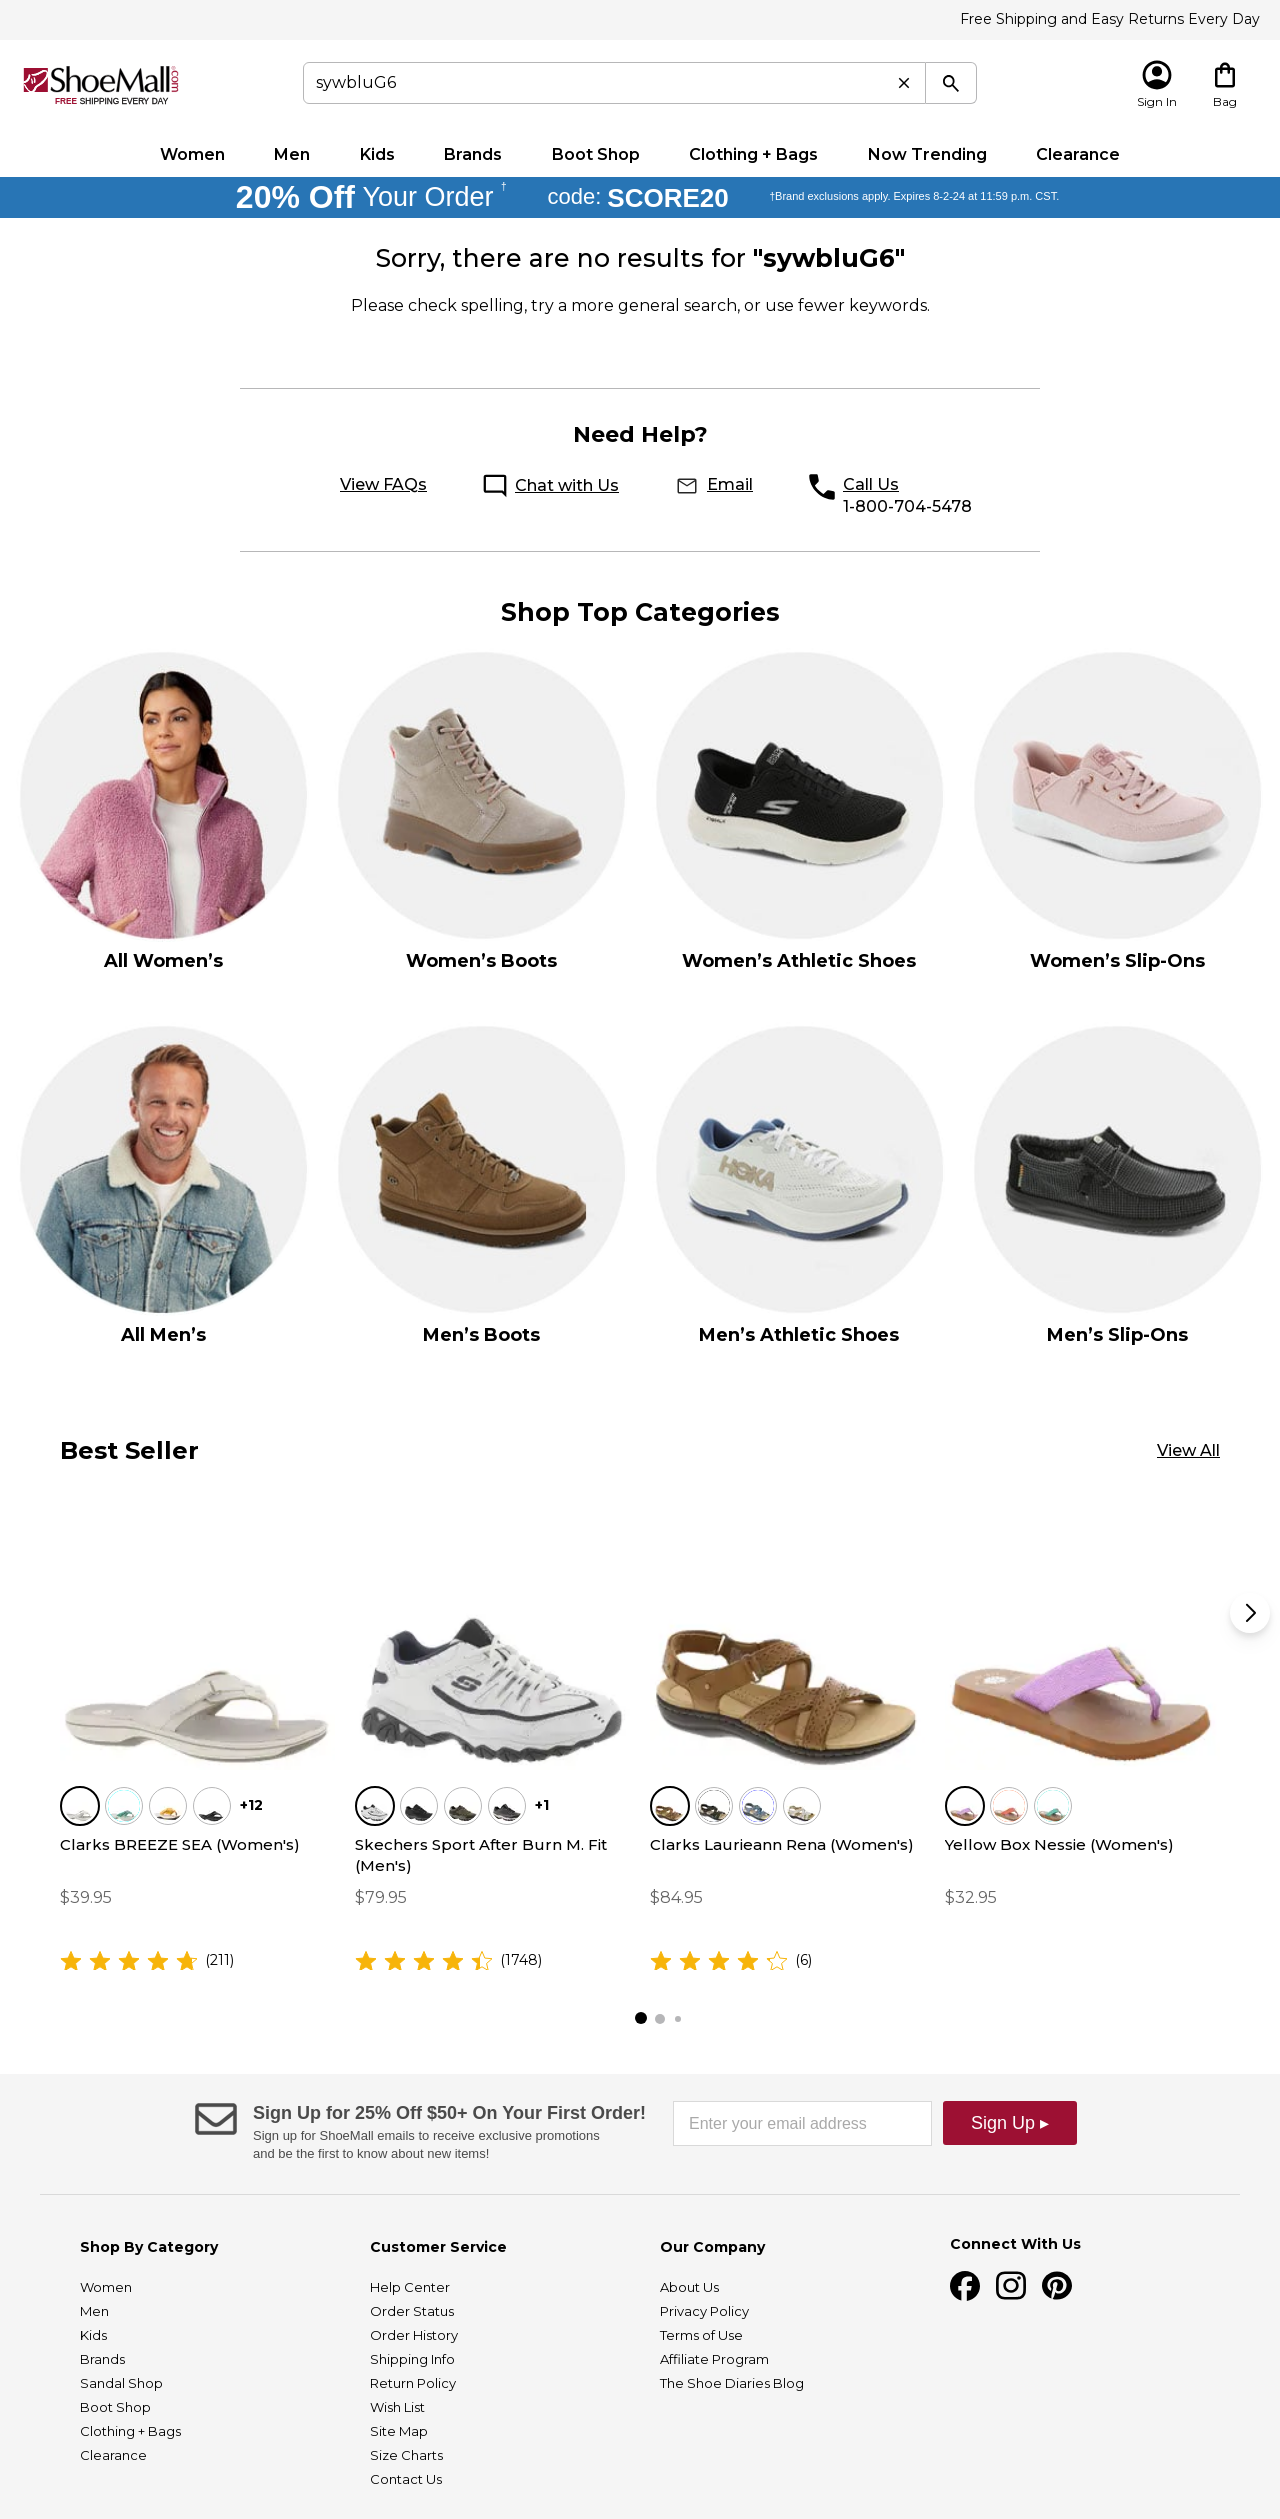 Free Shipping and Easy Returns Every Day
ShoeMall.com
FREE SHIPPING EVERY DAY
sywbluG6
Sign In
Bag
Women Men Kids Brands Boot Shop Clothing + Bags Now Trending Clearance
20% Off Your Order † code: SCORE20 †Brand exclusions apply. Expires 8-2-24 at 11:59 p.m. CST.
Sorry, there are no results for "sywbluG6"
Please check spelling, try a more general search, or use fewer keywords.
Need Help?
View FAQs Chat with Us Email Call Us
1-800-704-5478
Shop Top Categories
HOKA
All Women’s Women’s Boots Women’s Athletic Shoes Women’s Slip-Ons
All Men’s Men’s Boots Men’s Athletic Shoes Men’s Slip-Ons
Best Seller View All
+12 +1
Clarks BREEZE SEA (Women's)
$39.95
(211)
Skechers Sport After Burn M. Fit
(Men's)
$79.95
(1748)
Clarks Laurieann Rena (Women's)
$84.95
(6)
Yellow Box Nessie (Women's)
$32.95
Sign Up for 25% Off $50+ On Your First Order!
Sign up for ShoeMall emails to receive exclusive promotions
and be the first to know about new items!
Enter your email address
Sign Up ▸
Shop By Category
Women
Men
Kids
Brands
Sandal Shop
Boot Shop
Clothing + Bags
Clearance
Customer Service
Help Center
Order Status
Order History
Shipping Info
Return Policy
Wish List
Site Map
Size Charts
Contact Us
Our Company
About Us
Privacy Policy
Terms of Use
Affiliate Program
The Shoe Diaries Blog
Connect With Us